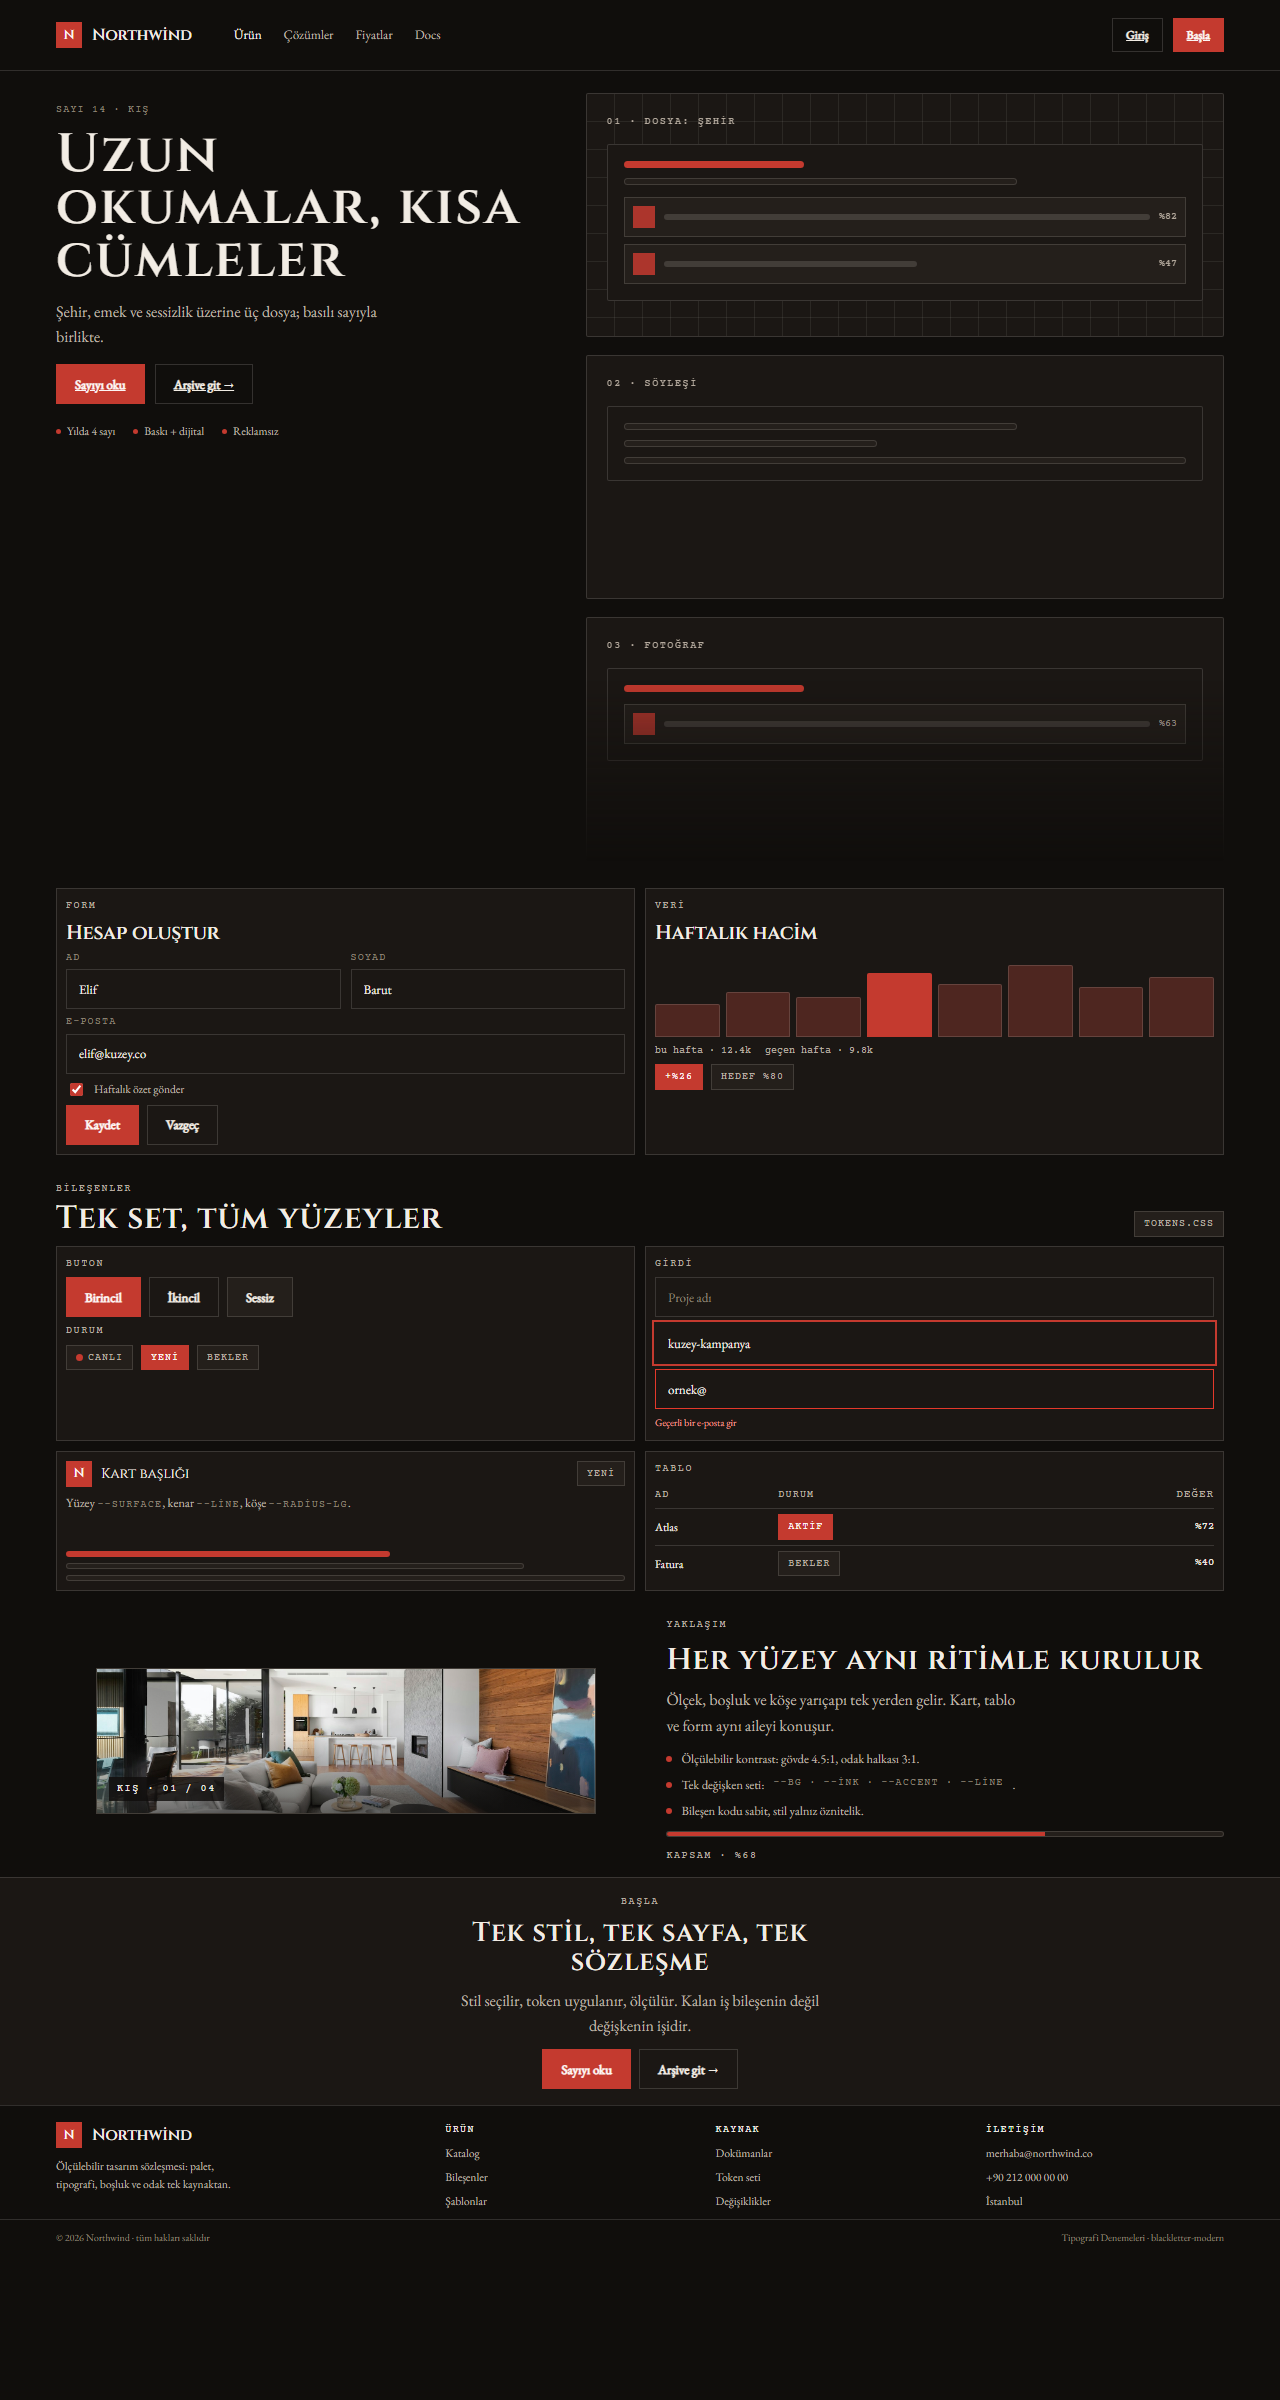 N Northwind Ürün Çözümler Fiyatlar Docs Giriş Başla
SAYI 14 · KIŞ
Uzun
okumalar, kısa
cümleler
Şehir, emek ve sessizlik üzerine üç dosya; basılı sayıyla
birlikte.
Sayıyı oku Arşive git →
Yılda 4 sayı Baskı + dijital Reklamsız
01 · DOSYA: ŞEHİR
%82
%47
02 · SÖYLEŞİ
03 · FOTOĞRAF
%63
FORM
Hesap oluştur
AD SOYAD
Elif Barut
E-POSTA
elif@kuzey.co
Haftalık özet gönder
Kaydet Vazgeç
VERİ
Haftalık hacim
bu hafta · 12.4k geçen hafta · 9.8k
+%26 HEDEF %80
BİLEŞENLER
Tek set, tüm yüzeyler
TOKENS.CSS
BUTON
Birincil İkincil Sessiz
DURUM
CANLI YENİ BEKLER
GİRDİ
Proje adı
kuzey-kampanya
ornek@
Geçerli bir e-posta gir
N Kart başlığı YENİ
Yüzey --SURFACE, kenar --LİNE, köşe --RADİUS-LG.
TABLO
AD DURUM DEĞER
Atlas AKTİF %72
Fatura BEKLER %40
KIŞ · 01 / 04
YAKLAŞIM
Her yüzey aynı ritimle kurulur
Ölçek, boşluk ve köşe yarıçapı tek yerden gelir. Kart, tablo
ve form aynı aileyi konuşur.
Ölçülebilir kontrast: gövde 4.5:1, odak halkası 3:1.
Tek değişken seti: --BG · --İNK · --ACCENT · --LİNE .
Bileşen kodu sabit, stil yalnız öznitelik.
KAPSAM · %68
BAŞLA
Tek stil, tek sayfa, tek
sözleşme
Stil seçilir, token uygulanır, ölçülür. Kalan iş bileşenin değil
değişkenin işidir.
Sayıyı oku Arşive git →
N Northwind
Ölçülebilir tasarım sözleşmesi: palet,
tipografi, boşluk ve odak tek kaynaktan.
ÜRÜN
Katalog
Bileşenler
Şablonlar
KAYNAK
Dokümanlar
Token seti
Değişiklikler
İLETİŞİM
merhaba@northwind.co
+90 212 000 00 00
İstanbul
© 2026 Northwind · tüm hakları saklıdır
Tipografi Denemeleri · blackletter-modern